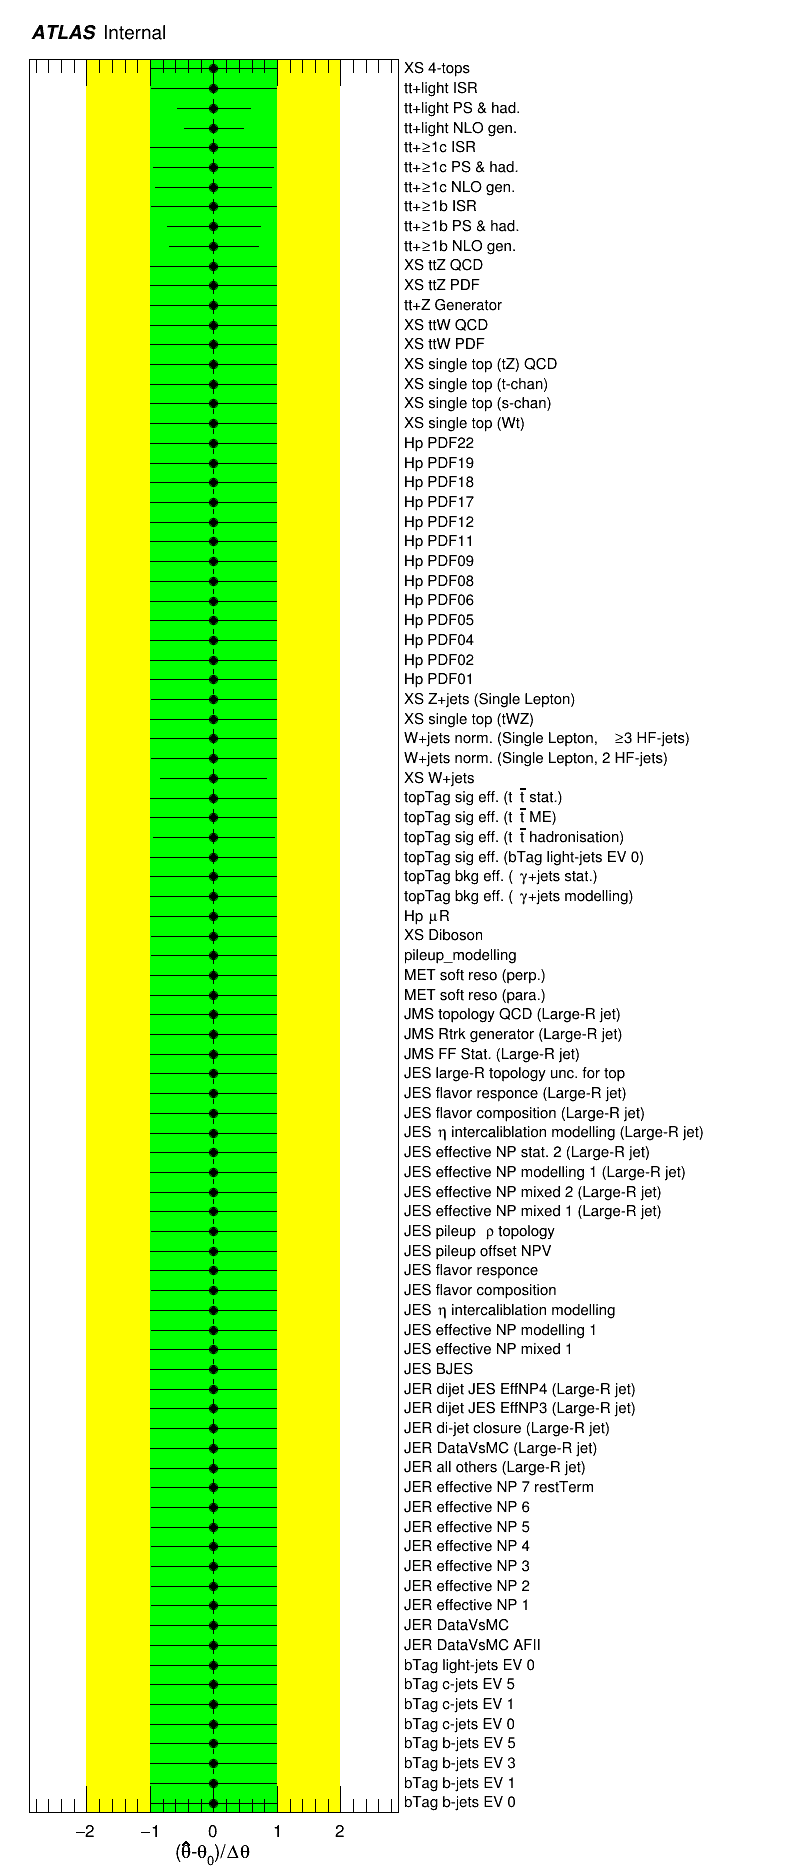 ATLAS Internal
XS 4-tops
tt+light ISR
tt+light PS & had.
tt+light NLO gen.
tt+≥1c ISR
tt+≥1c PS & had.
tt+≥1c NLO gen.
tt+≥1b ISR
tt+≥1b PS & had.
tt+≥1b NLO gen.
XS ttZ QCD
XS ttZ PDF
tt+Z Generator
XS ttW QCD
XS ttW PDF
XS single top (tZ) QCD
XS single top (t-chan)
XS single top (s-chan)
XS single top (Wt)
Hp PDF22
Hp PDF19
Hp PDF18
Hp PDF17
Hp PDF12
Hp PDF11
Hp PDF09
Hp PDF08
Hp PDF06
Hp PDF05
Hp PDF04
Hp PDF02
Hp PDF01
XS Z+jets (Single Lepton)
XS single top (tWZ)
W+jets norm. (Single Lepton, ≥3 HF-jets)
W+jets norm. (Single Lepton, 2 HF-jets)
XS W+jets
topTag sig eff. (t t̄ stat.)
topTag sig eff. (t t̄ ME)
topTag sig eff. (t t̄ hadronisation)
topTag sig eff. (bTag light-jets EV 0)
topTag bkg eff. ( γ+jets stat.)
topTag bkg eff. ( γ+jets modelling)
Hp μR
XS Diboson
pileup_modelling
MET soft reso (perp.)
MET soft reso (para.)
JMS topology QCD (Large-R jet)
JMS Rtrk generator (Large-R jet)
JMS FF Stat. (Large-R jet)
JES large-R topology unc. for top
JES flavor responce (Large-R jet)
JES flavor composition (Large-R jet)
JES η intercaliblation modelling (Large-R jet)
JES effective NP stat. 2 (Large-R jet)
JES effective NP modelling 1 (Large-R jet)
JES effective NP mixed 2 (Large-R jet)
JES effective NP mixed 1 (Large-R jet)
JES pileup ρ topology
JES pileup offset NPV
JES flavor responce
JES flavor composition
JES η intercaliblation modelling
JES effective NP modelling 1
JES effective NP mixed 1
JES BJES
JER dijet JES EffNP4 (Large-R jet)
JER dijet JES EffNP3 (Large-R jet)
JER di-jet closure (Large-R jet)
JER DataVsMC (Large-R jet)
JER all others (Large-R jet)
JER effective NP 7 restTerm
JER effective NP 6
JER effective NP 5
JER effective NP 4
JER effective NP 3
JER effective NP 2
JER effective NP 1
JER DataVsMC
JER DataVsMC AFII
bTag light-jets EV 0
bTag c-jets EV 5
bTag c-jets EV 1
bTag c-jets EV 0
bTag b-jets EV 5
bTag b-jets EV 3
bTag b-jets EV 1
bTag b-jets EV 0
−2 −1 0 1 2
(θ̂-θ₀)/Δθ